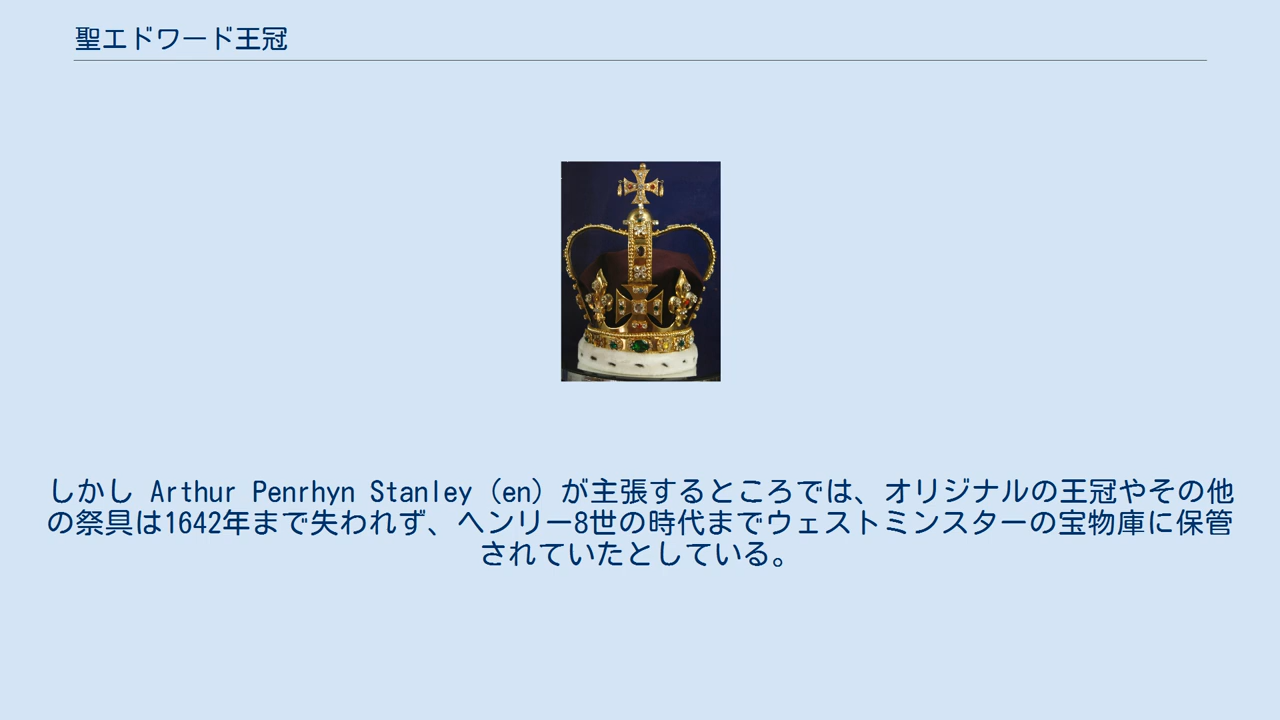 聖エドワード王冠
しかし Arthur Penrhyn Stanley（en）が主張するところでは、オリジナルの王冠やその他
の祭具は1642年まで失われず、ヘンリー8世の時代までウェストミンスターの宝物庫に保管
されていたとしている。